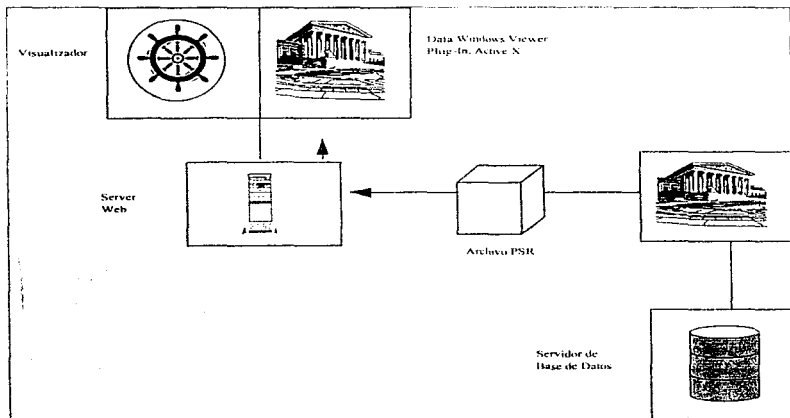 Visualizador
Data Windows Viewer
Plug-In, Active X
Server
Web
Archivo PSR
Servidor de
Base de Datos